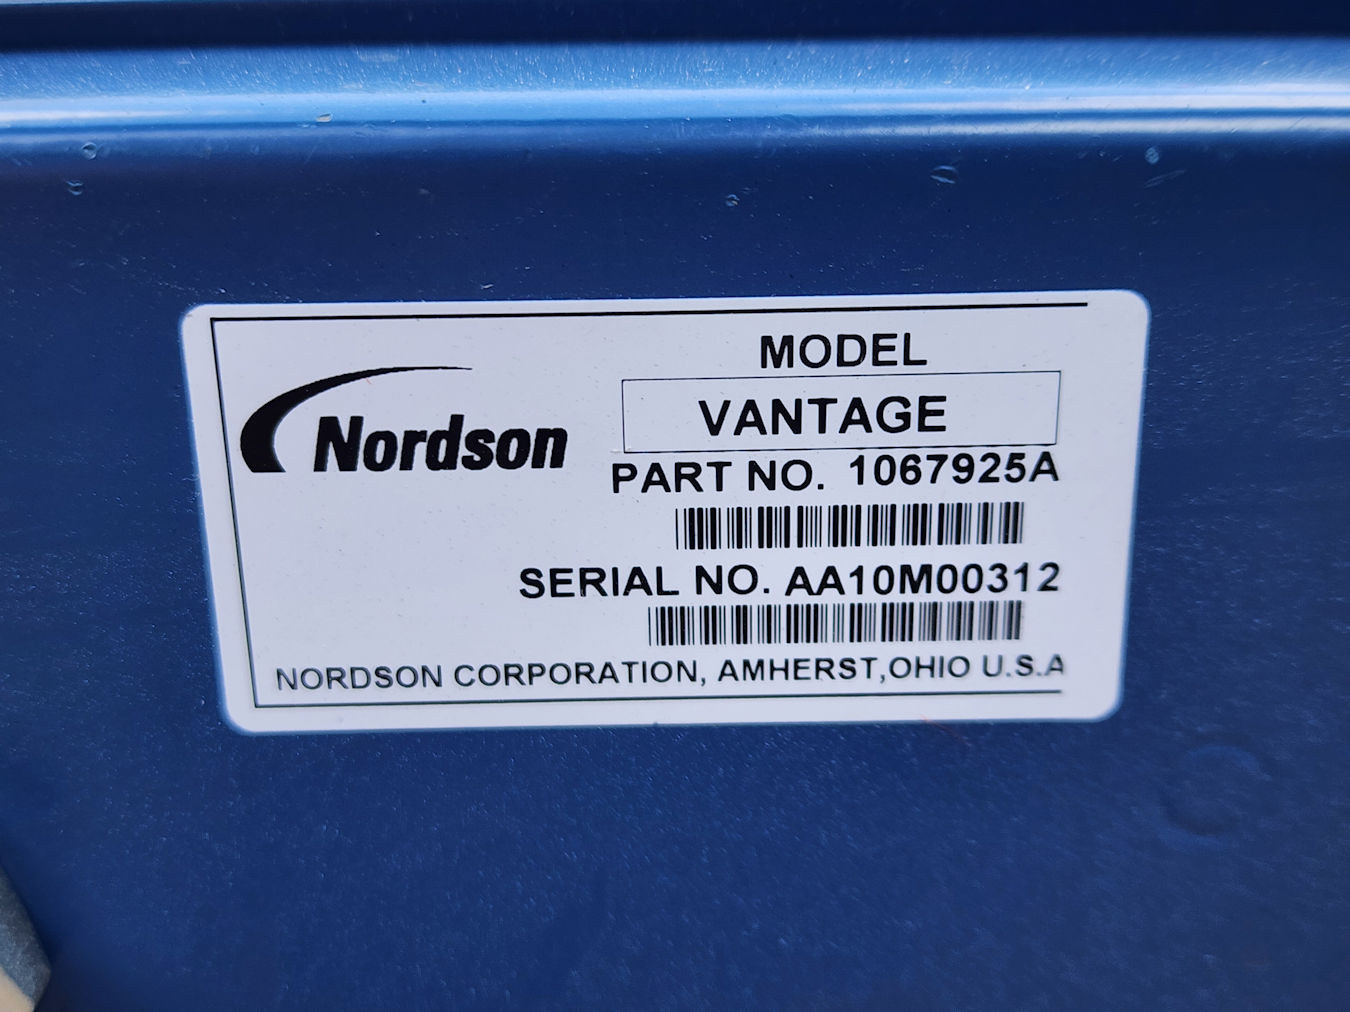 Nordson
MODEL
VANTAGE
PART NO. 1067925A
SERIAL NO. AA10M00312
NORDSON CORPORATION, AMHERST,OHIO U.S.A